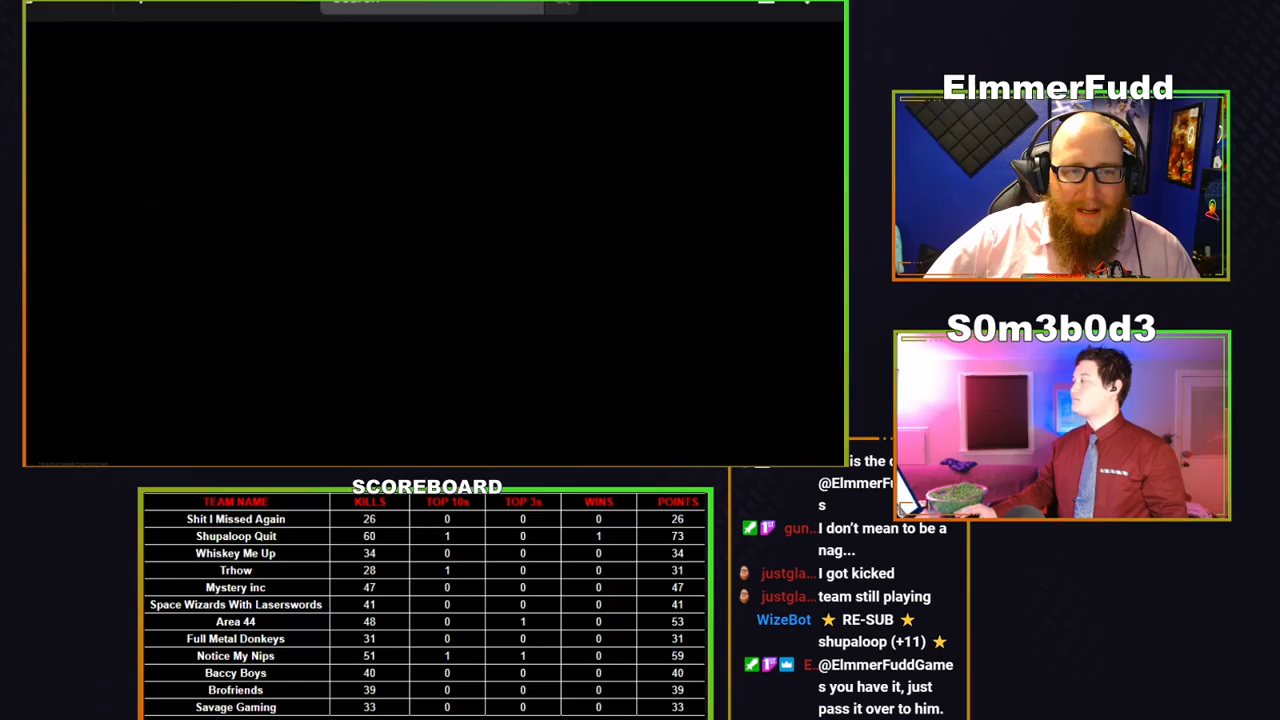 Search
ElmmerFudd
S0m3b0d3
SCOREBOARD
TEAM NAME KILLS TOP 10s TOP 3s WINS POINTS
Shit I Missed Again 26 0 0 0 26
Shupaloop Quit 60 1 0 1 73
Whiskey Me Up 34 0 0 0 34
Trhow 28 1 0 0 31
Mystery inc 47 0 0 0 47
Space Wizards With Laserswords 41 0 0 0 41
Area 44 48 0 1 0 53
Full Metal Donkeys 31 0 0 0 31
Notice My Nips 51 1 1 0 59
Baccy Boys 40 0 0 0 40
Brofriends 39 0 0 0 39
Savage Gaming 33 0 0 0 33
is the
@ElmerFu
s
gun... I don't mean to be a
nag...
justgla... I got kicked
justgla... team still playing
WizeBot ★ RE-SUB ★
shupaloop (+11) ★
E.. @ElmmerFuddGame
s you have it, just
pass it over to him.